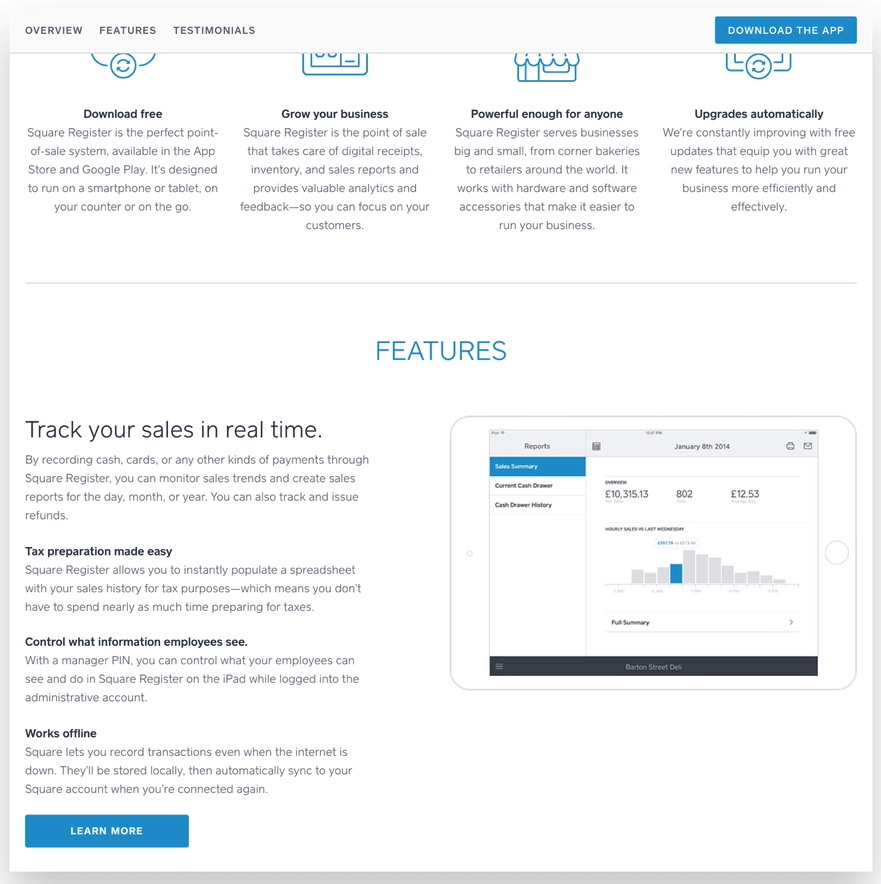 OVERVIEW FEATURES TESTIMONIALS
DOWNLOAD THE APP
Download free
Square Register is the perfect point-
of-sale system, available in the App
Store and Google Play. It's designed
to run on a smartphone or tablet, on
your counter or on the go.
Grow your business
Square Register is the point of sale
that takes care of digital receipts,
inventory, and sales reports and
provides valuable analytics and
feedback—so you can focus on your
customers.
Powerful enough for anyone
Square Register serves businesses
big and small, from corner bakeries
to retailers around the world. It
works with hardware and software
accessories that make it easier to
run your business.
Upgrades automatically
We're constantly improving with free
updates that equip you with great
new features to help you run your
business more efficiently and
effectively.
FEATURES
Track your sales in real time.
By recording cash, cards, or any other kinds of payments through
Square Register, you can monitor sales trends and create sales
reports for the day, month, or year. You can also track and issue
refunds.
Tax preparation made easy
Square Register allows you to instantly populate a spreadsheet
with your sales history for tax purposes—which means you don't
have to spend nearly as much time preparing for taxes.
Control what information employees see.
With a manager PIN, you can control what your employees can
see and do in Square Register on the iPad while logged into the
administrative account.
Works offline
Square lets you record transactions even when the internet is
down. They'll be stored locally, then automatically sync to your
Square account when you're connected again.
LEARN MORE
iPad
Reports
January 8th 2014
Sales Summary
Current Cash Drawer
Cash Drawer History
OVERVIEW
£10,315.13 802 £12.53
HOURLY SALES VS LAST WEDNESDAY
Full Summary
Barton Street Deli